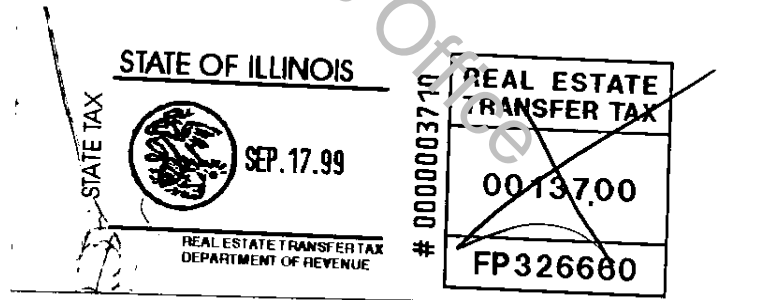 Office
STATE OF ILLINOIS
STATE TAX
SEP.17.99
REAL ESTATE TRANSFER TAX
DEPARTMENT OF REVENUE
# 0000003710
REAL ESTATE
TRANSFER TAX
00137.00
FP326660